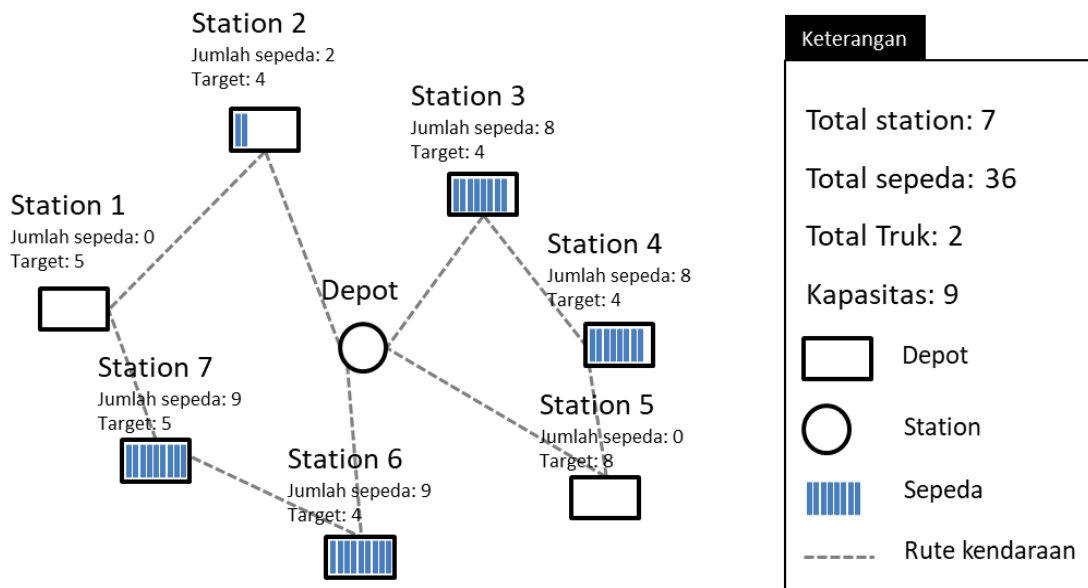 Station 2
Jumlah sepeda: 2
Target: 4
Station 3
Jumlah sepeda: 8
Target: 4
Station 1
Jumlah sepeda: 0
Target: 5
Station 4
Jumlah sepeda: 8
Target: 4
Depot
Station 7
Jumlah sepeda: 9
Target: 5
Station 5
Jumlah sepeda: 0
Target: 8
Station 6
Jumlah sepeda: 9
Target: 4
Keterangan
Total station: 7
Total sepeda: 36
Total Truk: 2
Kapasitas: 9
Depot
Station
Sepeda
Rute kendaraan